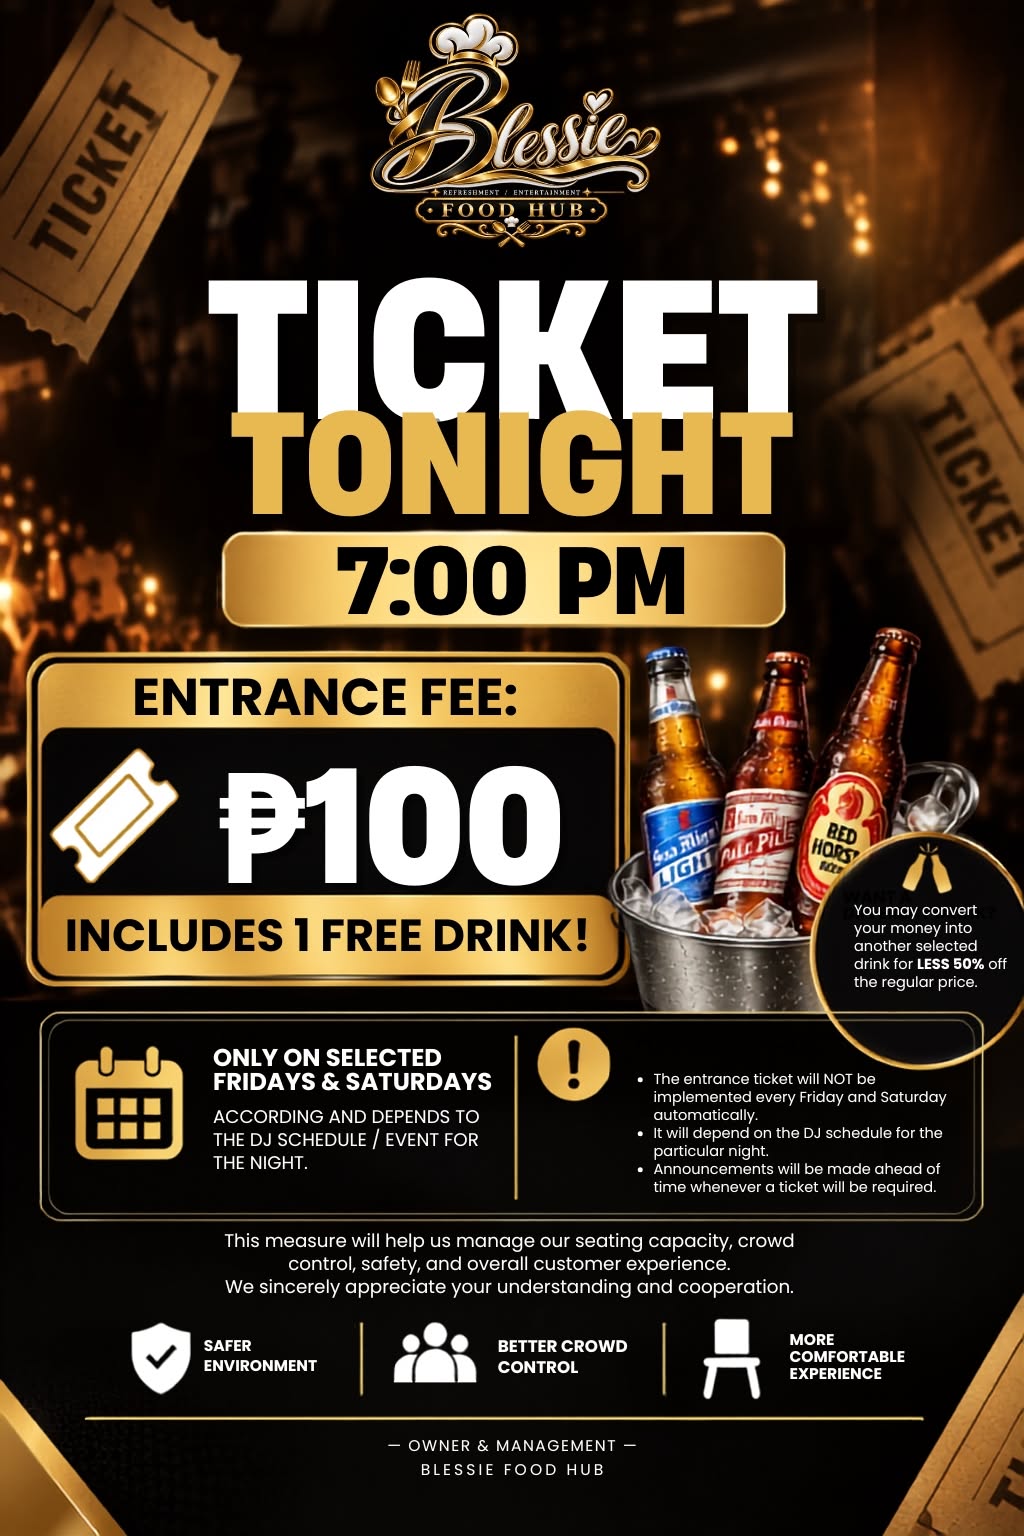 TICKET
Blessie
REFRESHMENT / ENTERTAINMENT
FOOD HUB
TICKET
TONIGHT
TICKET
7:00 PM
ENTRANCE FEE:
₱100
INCLUDES 1 FREE DRINK!
San Miguel
LIGHT
San Miguel
Pale PILSEN
RED
HORSE
BEER
You may convert
your money into
another selected
drink for LESS 50% off
the regular price.
ONLY ON SELECTED
FRIDAYS & SATURDAYS
ACCORDING AND DEPENDS TO
THE DJ SCHEDULE / EVENT FOR
THE NIGHT.
!
• The entrance ticket will NOT be
implemented every Friday and Saturday
automatically.
• It will depend on the DJ schedule for the
particular night.
• Announcements will be made ahead of
time whenever a ticket will be required.
This measure will help us manage our seating capacity, crowd
control, safety, and overall customer experience.
We sincerely appreciate your understanding and cooperation.
SAFER
ENVIRONMENT
BETTER CROWD
CONTROL
MORE
COMFORTABLE
EXPERIENCE
— OWNER & MANAGEMENT —
BLESSIE FOOD HUB